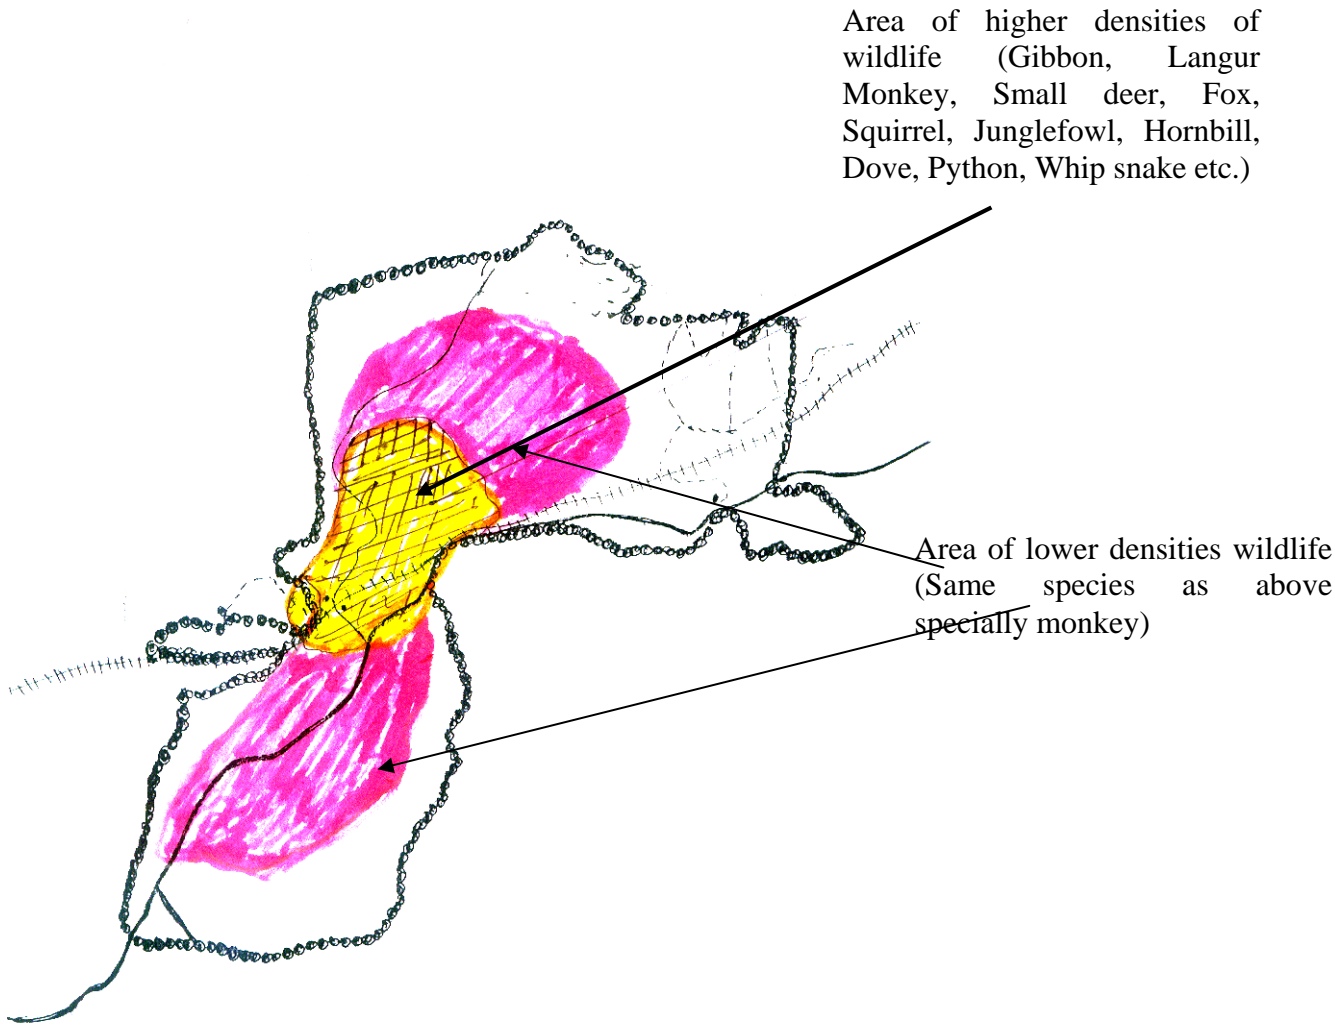 Area of higher densities of
wildlife (Gibbon, Langur
Monkey, Small deer, Fox,
Squirrel, Junglefowl, Hornbill,
Dove, Python, Whip snake etc.)
Area of lower densities wildlife
(Same species as above
specially monkey)